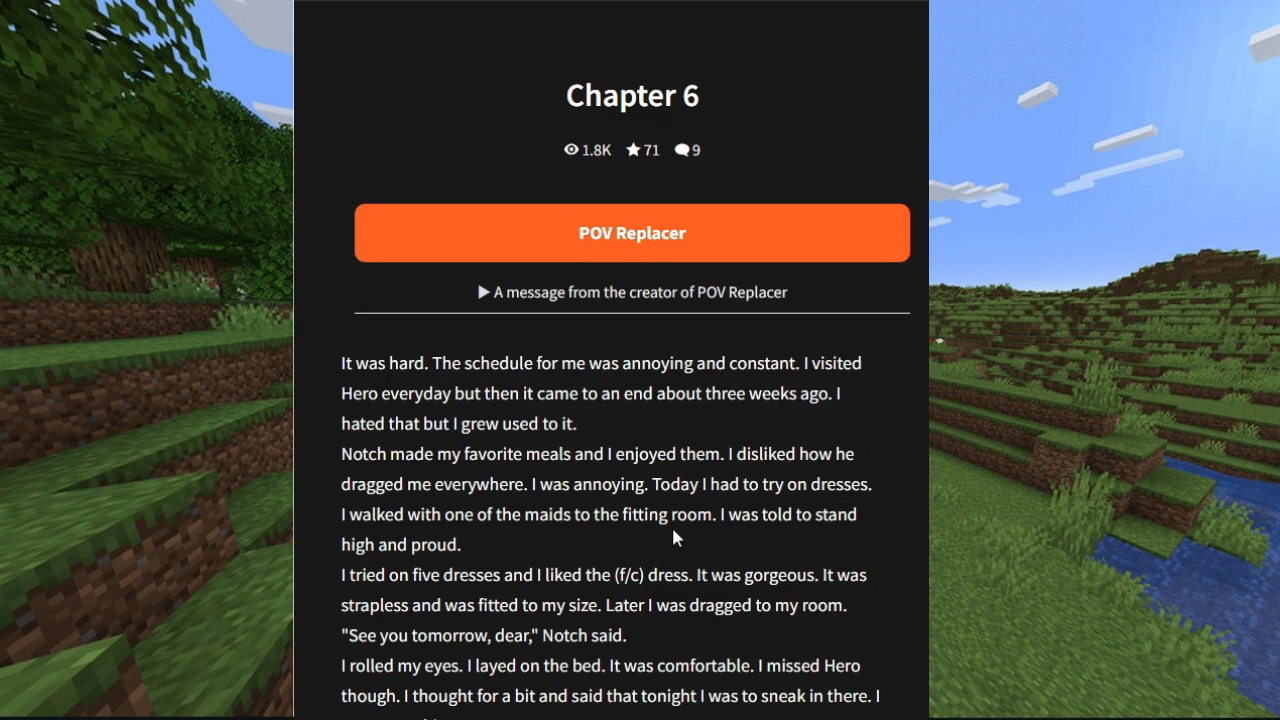 Chapter 6
1.8K 71 9
POV Replacer
▶ A message from the creator of POV Replacer
It was hard. The schedule for me was annoying and constant. I visited
Hero everyday but then it came to an end about three weeks ago. I
hated that but I grew used to it.
Notch made my favorite meals and I enjoyed them. I disliked how he
dragged me everywhere. I was annoying. Today I had to try on dresses.
I walked with one of the maids to the fitting room. I was told to stand
high and proud.
I tried on five dresses and I liked the (f/c) dress. It was gorgeous. It was
strapless and was fitted to my size. Later I was dragged to my room.
"See you tomorrow, dear," Notch said.
I rolled my eyes. I layed on the bed. It was comfortable. I missed Hero
though. I thought for a bit and said that tonight I was to sneak in there. I